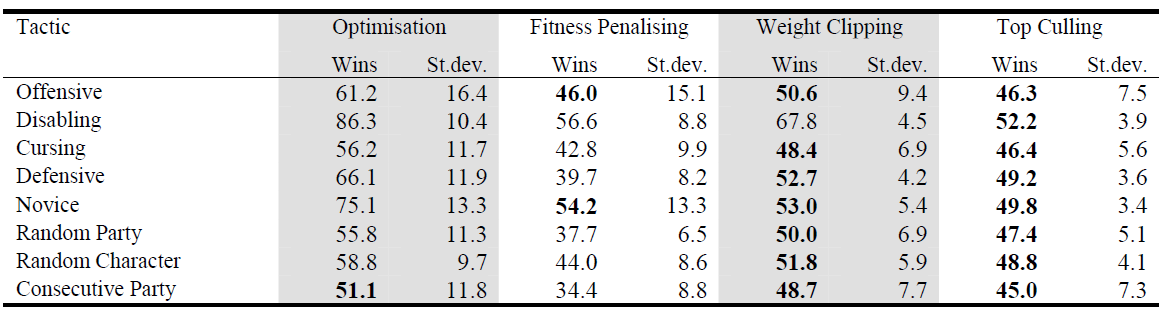 Tactic Optimisation Fitness Penalising Weight Clipping Top Culling
Wins St.dev. Wins St.dev. Wins St.dev. Wins St.dev.
Offensive 61.2 16.4 46.0 15.1 50.6 9.4 46.3 7.5
Disabling 86.3 10.4 56.6 8.8 67.8 4.5 52.2 3.9
Cursing 56.2 11.7 42.8 9.9 48.4 6.9 46.4 5.6
Defensive 66.1 11.9 39.7 8.2 52.7 4.2 49.2 3.6
Novice 75.1 13.3 54.2 13.3 53.0 5.4 49.8 3.4
Random Party 55.8 11.3 37.7 6.5 50.0 6.9 47.4 5.1
Random Character 58.8 9.7 44.0 8.6 51.8 5.9 48.8 4.1
Consecutive Party 51.1 11.8 34.4 8.8 48.7 7.7 45.0 7.3